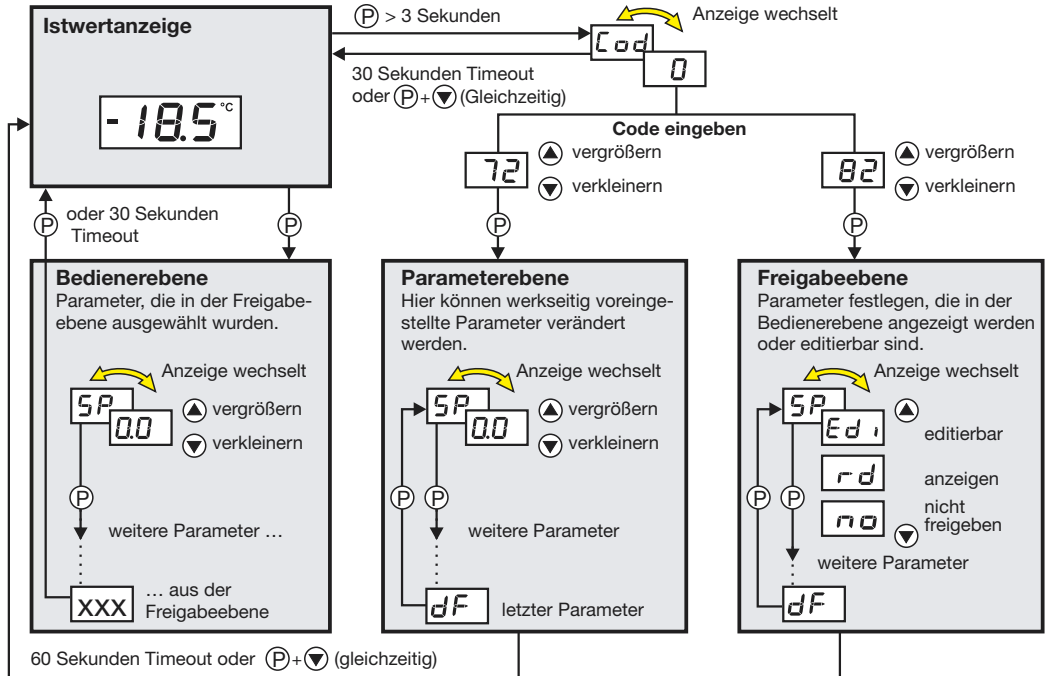 Istwertanzeige
-18.5 °C
P > 3 Sekunden
Anzeige wechselt
Cod
0
30 Sekunden Timeout
oder P+▼ (Gleichzeitig)
Code eingeben
72
▲ vergrößern
▼ verkleinern
82
▲ vergrößern
▼ verkleinern
P oder 30 Sekunden
Timeout
P
P
P
Bedienerebene
Parameter, die in der Freigabe-
ebene ausgewählt wurden.
Anzeige wechselt
SP
0.0
▲ vergrößern
▼ verkleinern
P
weitere Parameter ...
xxx
... aus der
Freigabeebene
Parameterebene
Hier können werkseitig voreinge-
stellte Parameter verändert
werden.
Anzeige wechselt
SP
0.0
▲ vergrößern
▼ verkleinern
P P
weitere Parameter
dF
letzter Parameter
Freigabeebene
Parameter festlegen, die in der
Bedienerebene angezeigt werden
oder editierbar sind.
Anzeige wechselt
SP
Edi
▲
editierbar
rd
anzeigen
no
nicht
freigeben
▼
P P
weitere Parameter
dF
60 Sekunden Timeout oder P+▼ (gleichzeitig)